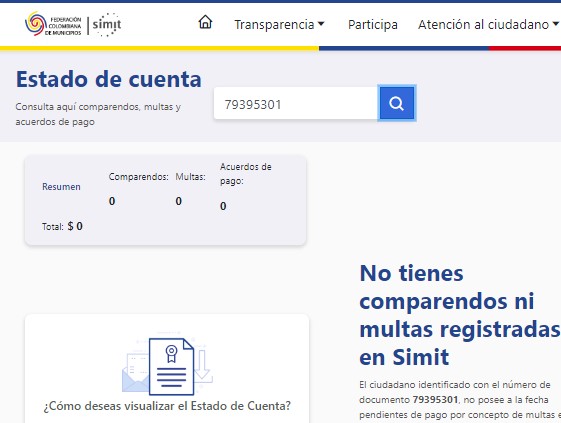 FEDERACIÓN
COLOMBIANA
DE MUNICIPIOS
simit
Transparencia
Participa
Atención al ciudadano
Estado de cuenta
Consulta aquí comparendos, multas y
acuerdos de pago
79395301
Resumen
Comparendos:
0
Multas:
0
Acuerdos de
pago:
0
Total: $ 0
No tienes
comparendos ni
multas registradas
en Simit
El ciudadano identificado con el número de
documento 79395301, no posee a la fecha
pendientes de pago por concepto de multas e
¿Cómo deseas visualizar el Estado de Cuenta?